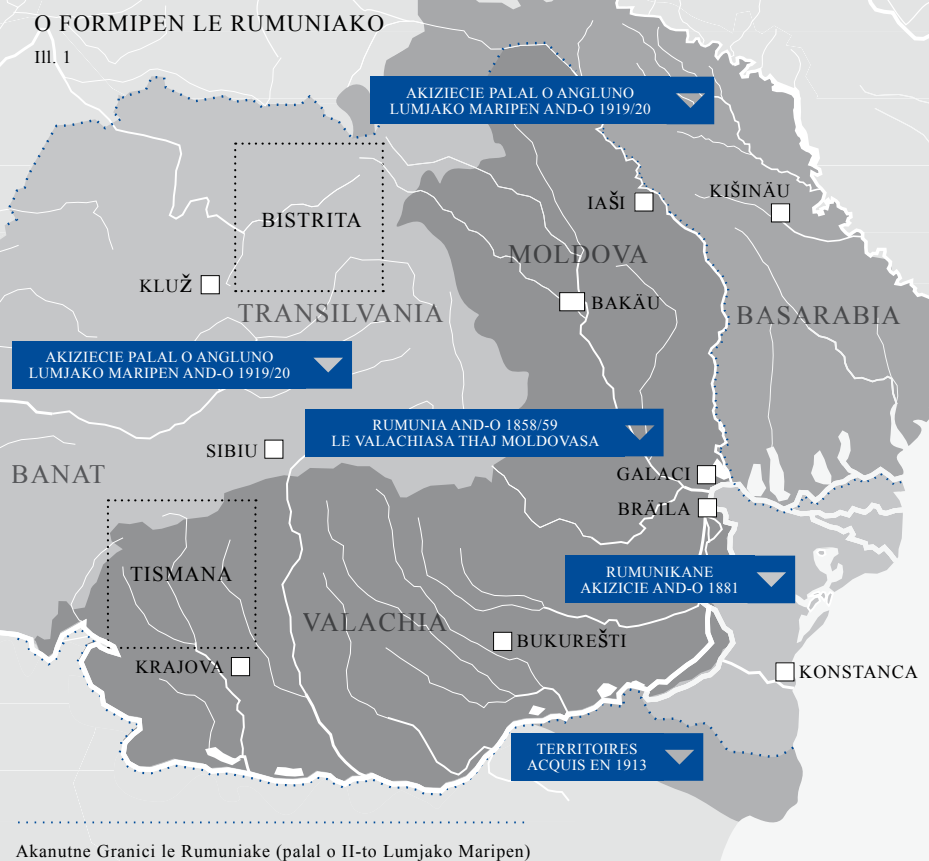 O FORMIPEN LE RUMUNIAKO
Ill. 1
AKIZIECIE PALAL O ANGLUNO
LUMJAKO MARIPEN AND-O 1919/20
IAŠI
KIŠINÄU
BISTRITA
MOLDOVA
KLUŽ
BAKÄU
TRANSILVANIA
BASARABIA
AKIZIECIE PALAL O ANGLUNO
LUMJAKO MARIPEN AND-O 1919/20
RUMUNIA AND-O 1858/59
LE VALACHIASA THAJ MOLDOVASA
SIBIU
BANAT
GALACI
BRÄILA
TISMANA
RUMUNIKANE
AKIZICIE AND-O 1881
VALACHIA
BUKUREŠTI
KRAJOVA
KONSTANCA
TERRITOIRES
ACQUIS EN 1913
Akanutne Granici le Rumuniake (palal o II-to Lumjako Maripen)